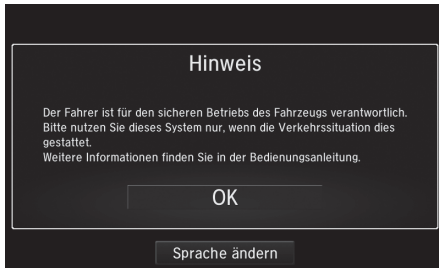 Hinweis
Der Fahrer ist für den sicheren Betriebs des Fahrzeugs verantwortlich.
Bitte nutzen Sie dieses System nur, wenn die Verkehrssituation dies
gestattet.
Weitere Informationen finden Sie in der Bedienungsanleitung.
OK
Sprache ändern